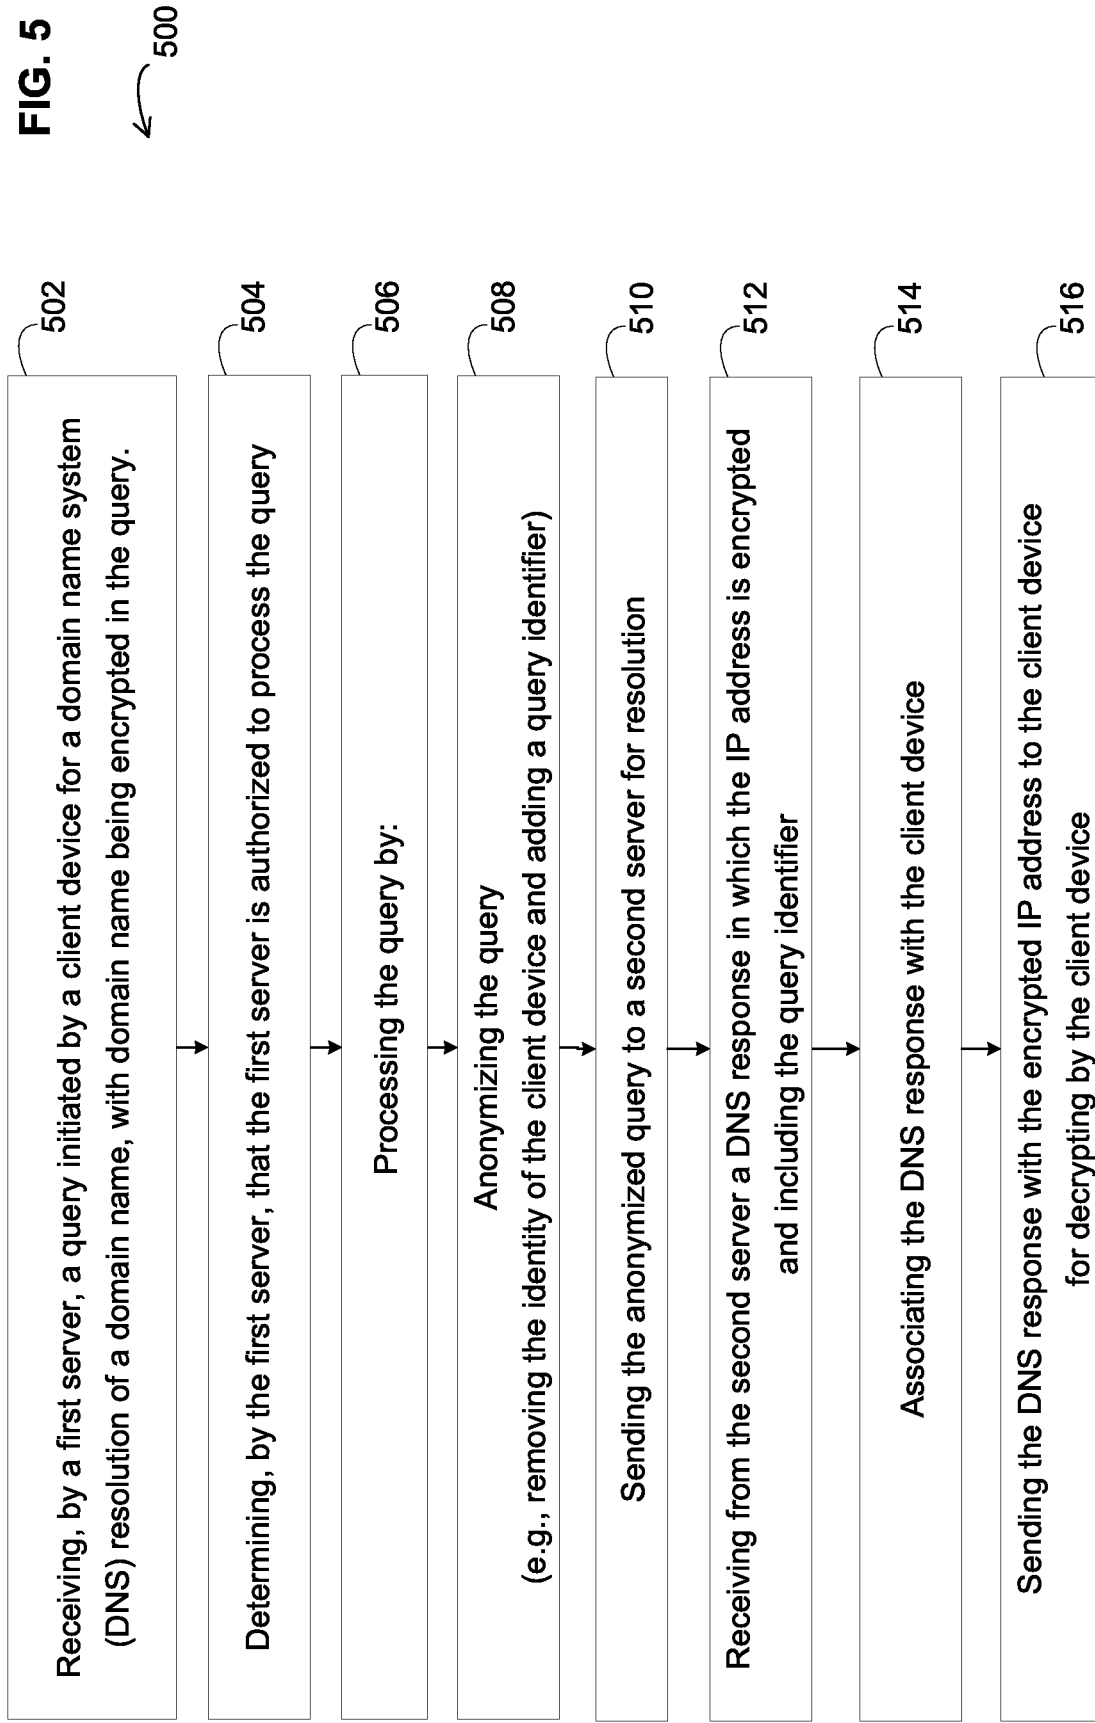 FIG. 5
500
502
Receiving, by a first server, a query initiated by a client device for a domain name system
(DNS) resolution of a domain name, with domain name being encrypted in the query.
504
Determining, by the first server, that the first server is authorized to process the query
506
Processing the query by:
508
Anonymizing the query
(e.g., removing the identity of the client device and adding a query identifier)
510
Sending the anonymized query to a second server for resolution
512
Receiving from the second server a DNS response in which the IP address is encrypted
and including the query identifier
514
Associating the DNS response with the client device
516
Sending the DNS response with the encrypted IP address to the client device
for decrypting by the client device